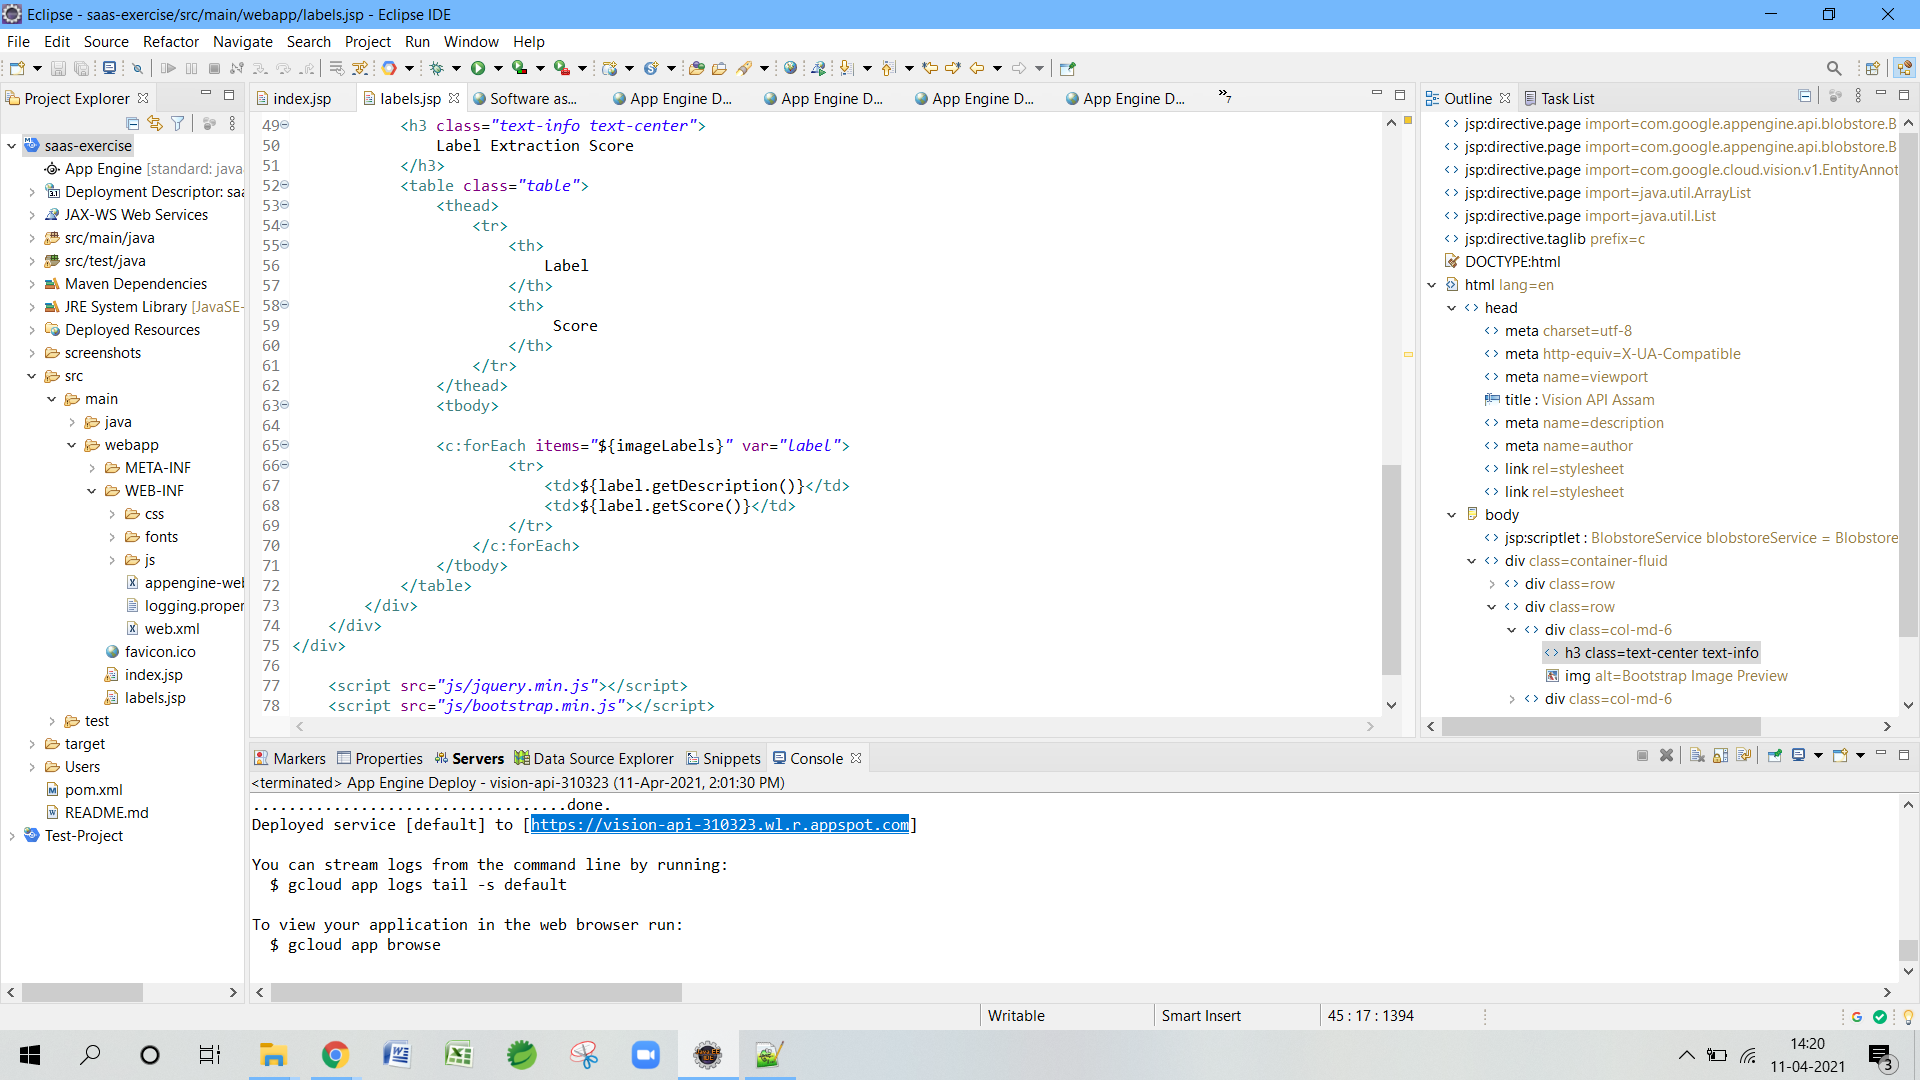 Eclipse - saas-exercise/src/main/webapp/labels.jsp - Eclipse IDE
File Edit Source Refactor Navigate Search Project Run Window Help
Project Explorer
saas-exercise
App Engine [standard: java
Deployment Descriptor: saa
JAX-WS Web Services
src/main/java
src/test/java
Maven Dependencies
JRE System Library [JavaSE-
Deployed Resources
screenshots
src
main
java
webapp
META-INF
WEB-INF
css
fonts
js
appengine-web
logging.proper
web.xml
favicon.ico
index.jsp
labels.jsp
test
target
Users
pom.xml
README.md
Test-Project
index.jsp labels.jsp Software as... App Engine D... App Engine D... App Engine D... App Engine D... »7
49 <h3 class="text-info text-center">
50 Label Extraction Score
51 </h3>
52 <table class="table">
53 <thead>
54 <tr>
55 <th>
56 Label
57 </th>
58 <th>
59 Score
60 </th>
61 </tr>
62 </thead>
63 <tbody>
64
65 <c:forEach items="${imageLabels}" var="label">
66 <tr>
67 <td>${label.getDescription()}</td>
68 <td>${label.getScore()}</td>
69 </tr>
70 </c:forEach>
71 </tbody>
72 </table>
73 </div>
74 </div>
75 </div>
76
77 <script src="js/jquery.min.js"></script>
78 <script src="js/bootstrap.min.js"></script>
Outline Task List
jsp:directive.page import=com.google.appengine.api.blobstore.B
jsp:directive.page import=com.google.appengine.api.blobstore.B
jsp:directive.page import=com.google.cloud.vision.v1.EntityAnnot
jsp:directive.page import=java.util.ArrayList
jsp:directive.page import=java.util.List
jsp:directive.taglib prefix=c
DOCTYPE:html
html lang=en
head
meta charset=utf-8
meta http-equiv=X-UA-Compatible
meta name=viewport
title : Vision API Assam
meta name=description
meta name=author
link rel=stylesheet
link rel=stylesheet
body
jsp:scriptlet : BlobstoreService blobstoreService = Blobstore
div class=container-fluid
div class=row
div class=row
div class=col-md-6
h3 class=text-center text-info
img alt=Bootstrap Image Preview
div class=col-md-6
Markers Properties Servers Data Source Explorer Snippets Console
<terminated> App Engine Deploy - vision-api-310323 (11-Apr-2021, 2:01:30 PM)
...................................done.
Deployed service [default] to [https://vision-api-310323.wl.r.appspot.com]
You can stream logs from the command line by running:
$ gcloud app logs tail -s default
To view your application in the web browser run:
$ gcloud app browse
Writable Smart Insert 45 : 17 : 1394
14:20
11-04-2021
3